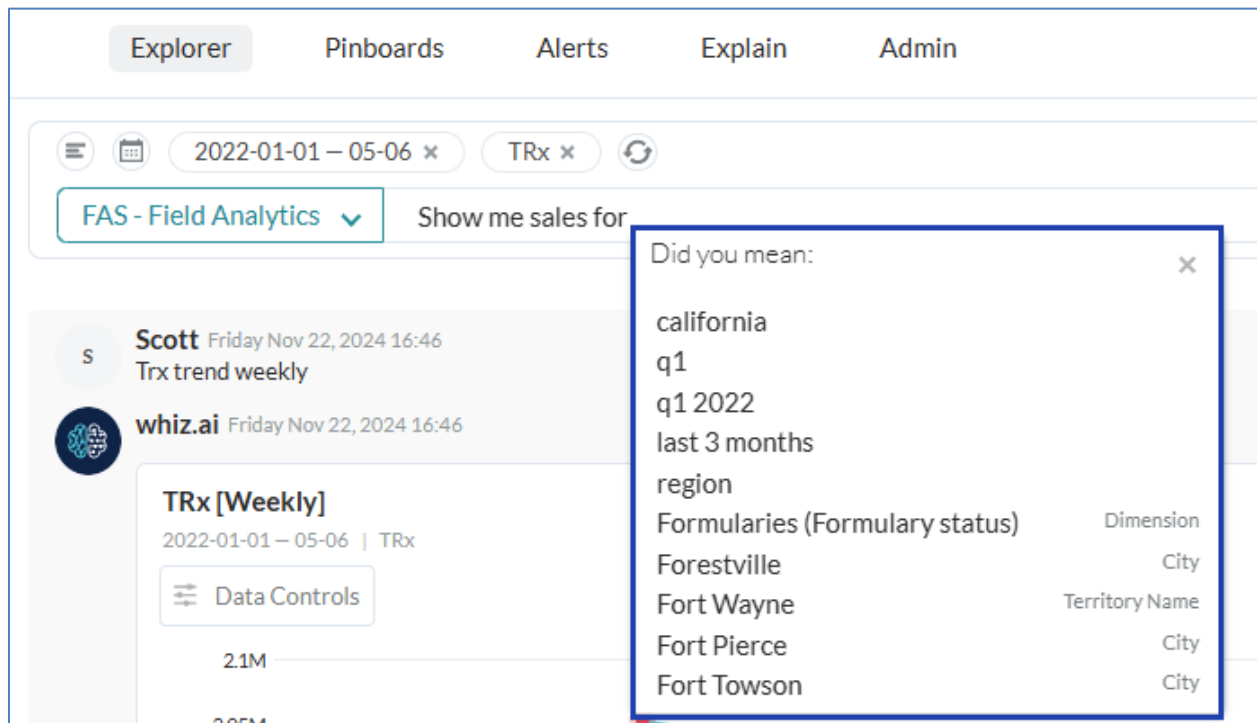 Explorer Pinboards Alerts Explain Admin
2022-01-01 — 05-06 × TRx ×
FAS - Field Analytics Show me sales for
Did you mean: ×
california
q1
q1 2022
last 3 months
region
Formularies (Formulary status) Dimension
Forestville City
Fort Wayne Territory Name
Fort Pierce City
Fort Towson City
S
Scott Friday Nov 22, 2024 16:46
Trx trend weekly
whiz.ai Friday Nov 22, 2024 16:46
TRx [Weekly]
2022-01-01 — 05-06 | TRx
Data Controls
2.1M